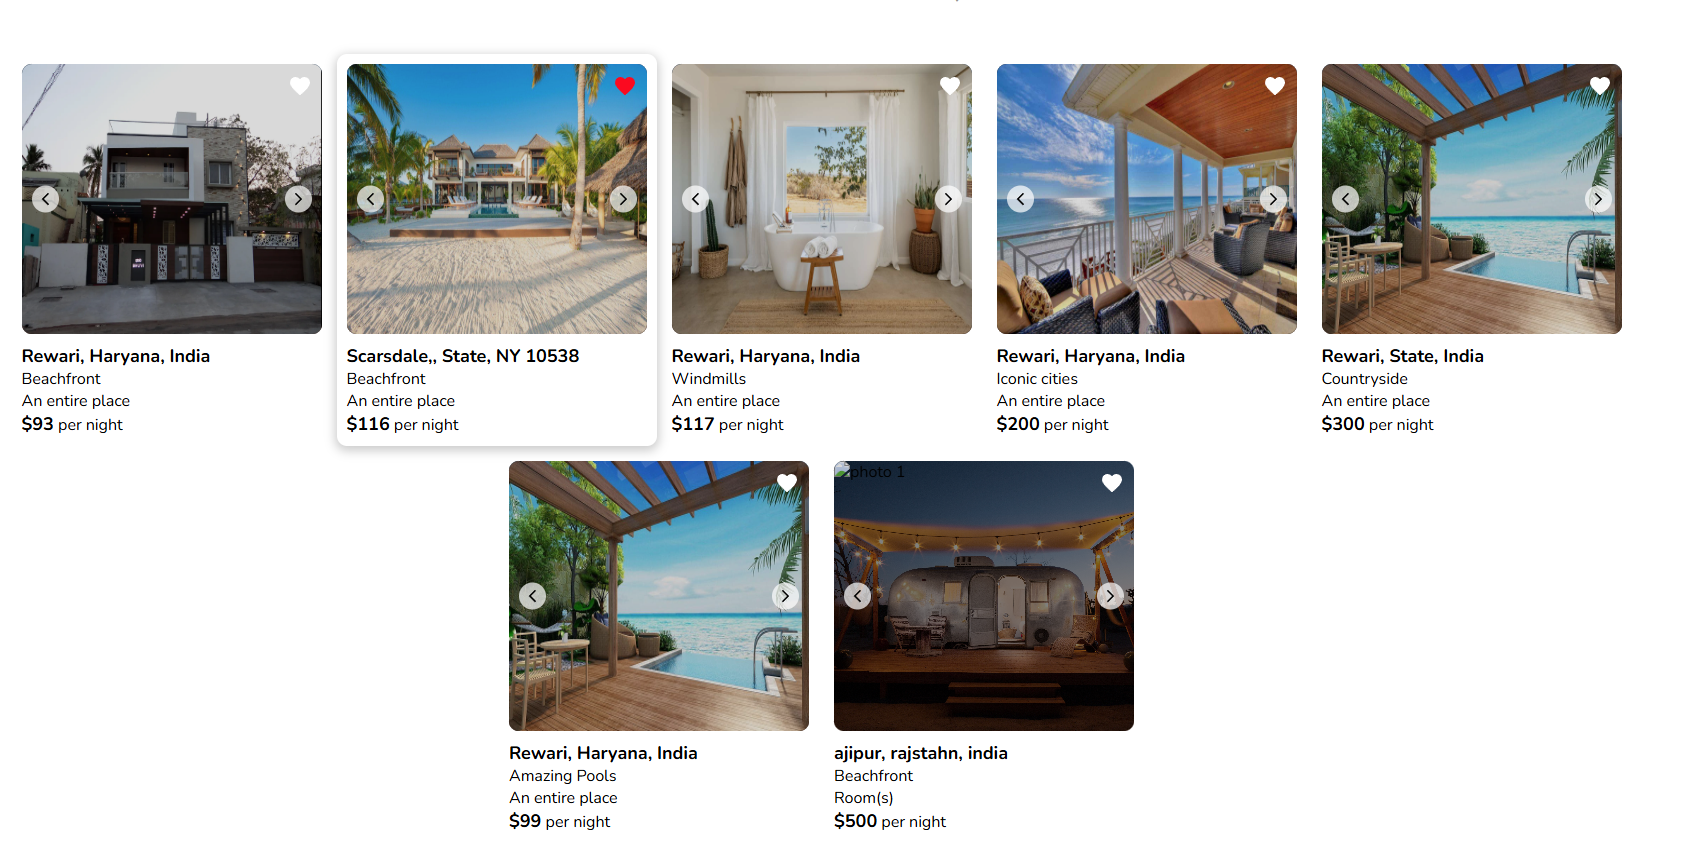 Rewari, Haryana, India
Beachfront
An entire place
$93 per night
Scarsdale,, State, NY 10538
Beachfront
An entire place
$116 per night
Rewari, Haryana, India
Windmills
An entire place
$117 per night
Rewari, Haryana, India
Iconic cities
An entire place
$200 per night
Rewari, State, India
Countryside
An entire place
$300 per night
Rewari, Haryana, India
Amazing Pools
An entire place
$99 per night
photo 1
ajipur, rajstahn, india
Beachfront
Room(s)
$500 per night